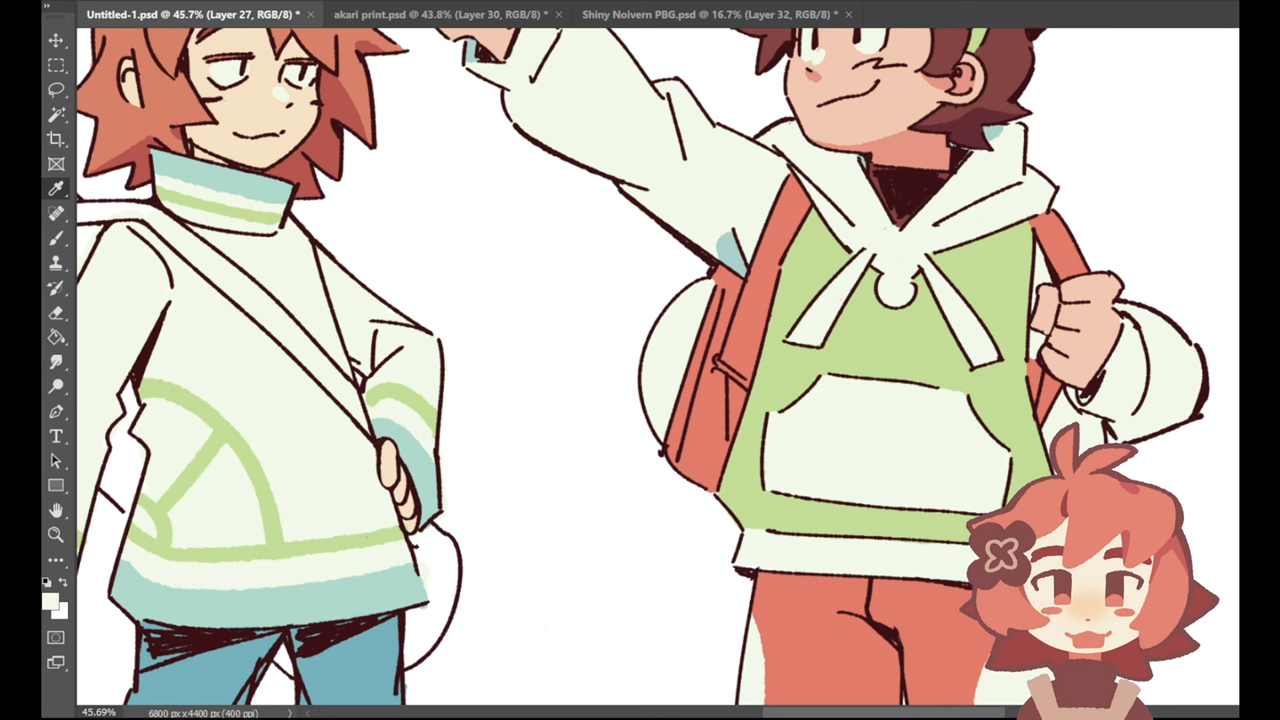 Untitled-1.psd @ 45.7% (Layer 27, RGB/8) * × akari print.psd @ 43.8% (Layer 30, RGB/8) * × Shiny Noivern PBG.psd @ 16.7% (Layer 32, RGB/8) * ×
45.69% 6800 px x 4400 px (400 ppi)